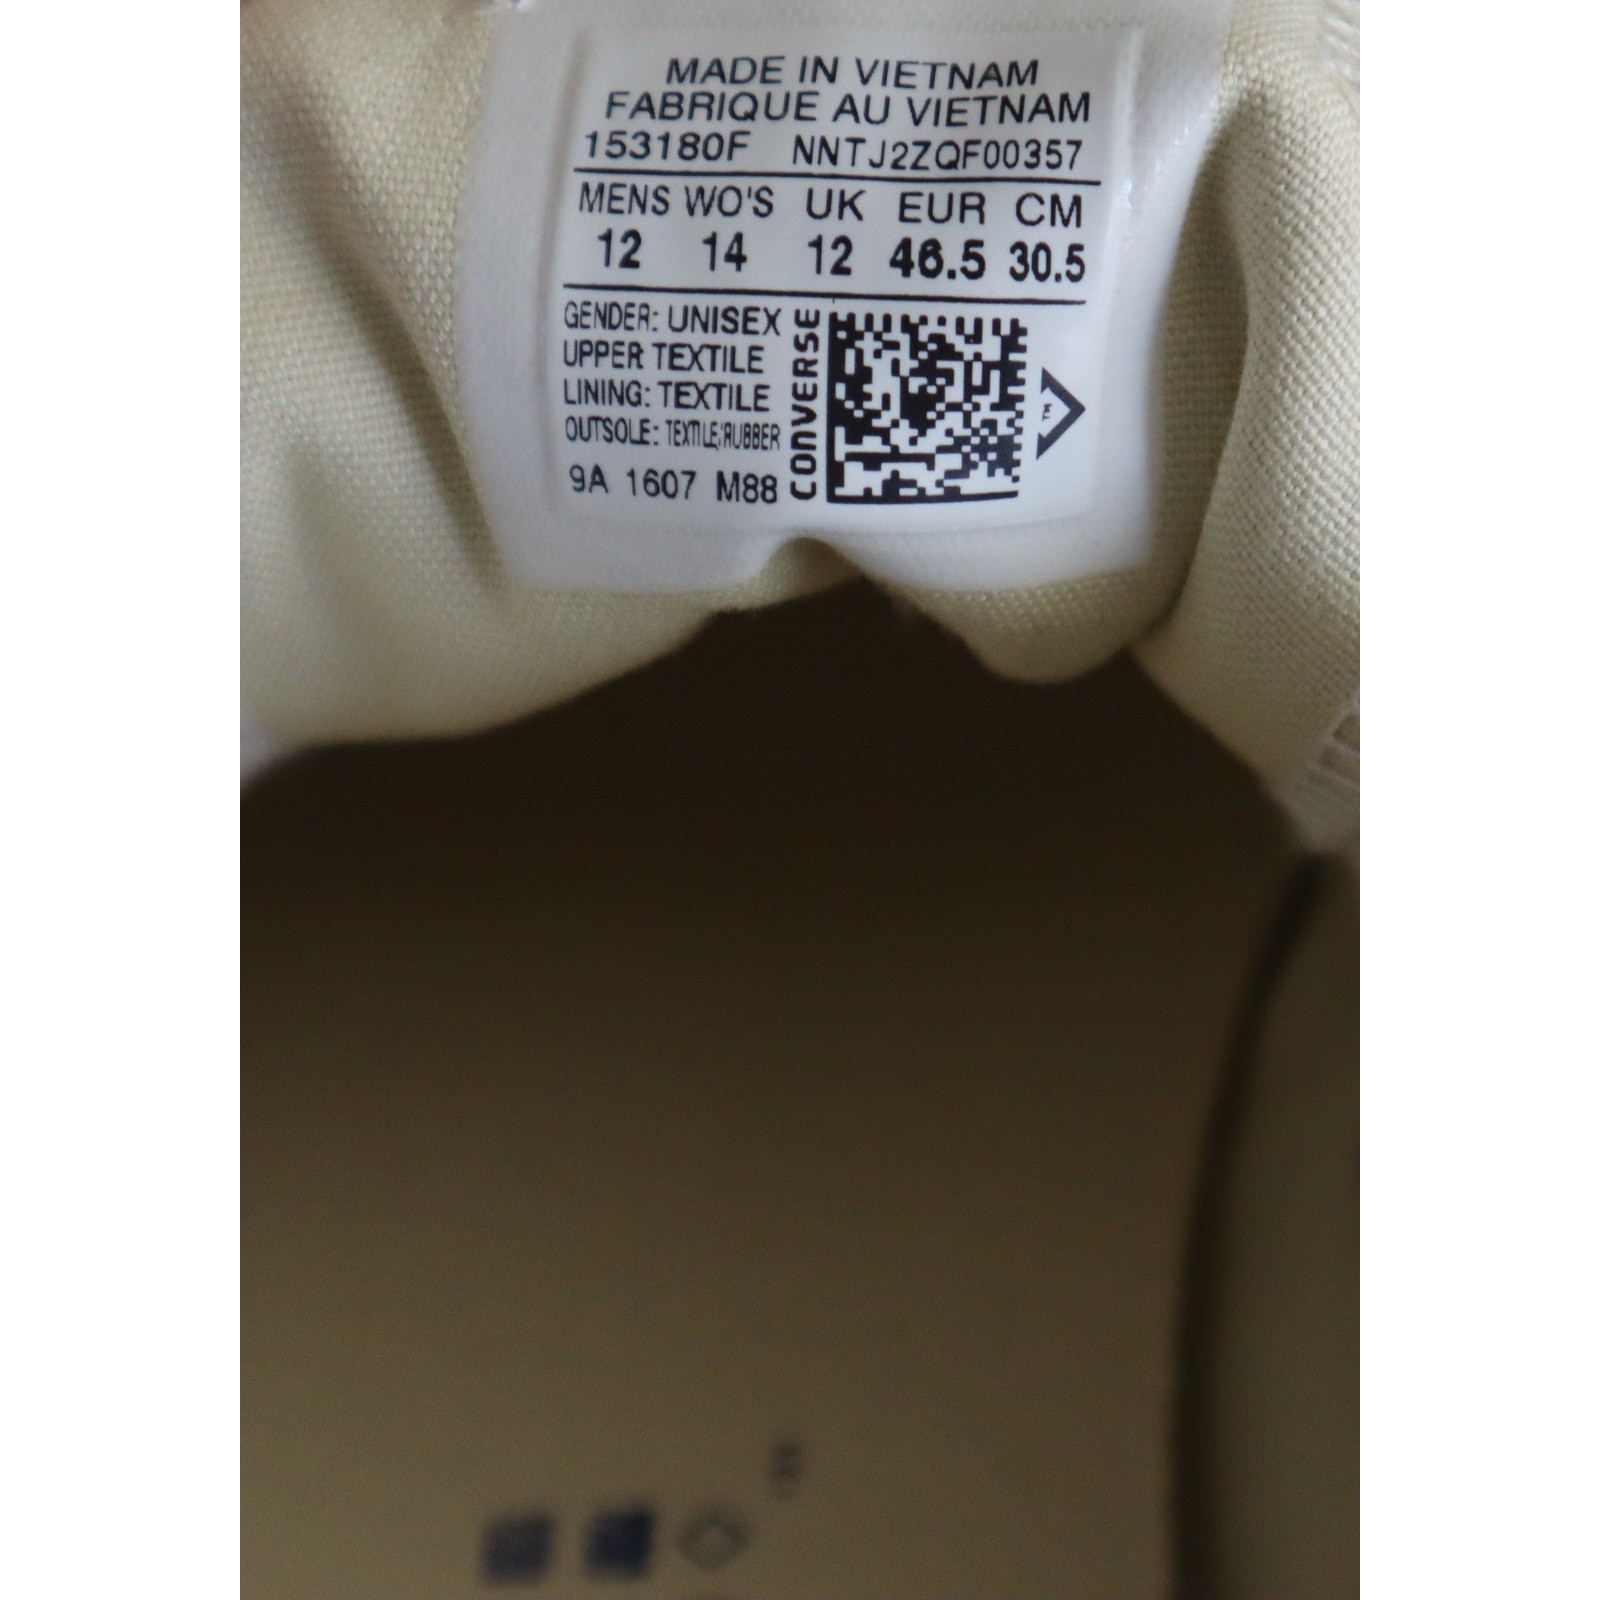 MADE IN VIETNAM
FABRIQUE AU VIETNAM
153180F NNTJ2ZQF00357
MENS WO'S UK EUR CM
12 14 12 46.5 30.5
GENDER: UNISEX
UPPER TEXTILE
LINING: TEXTILE
OUTSOLE: TEXTILE/RUBBER
9A 1607 M88
CONVERSE
E